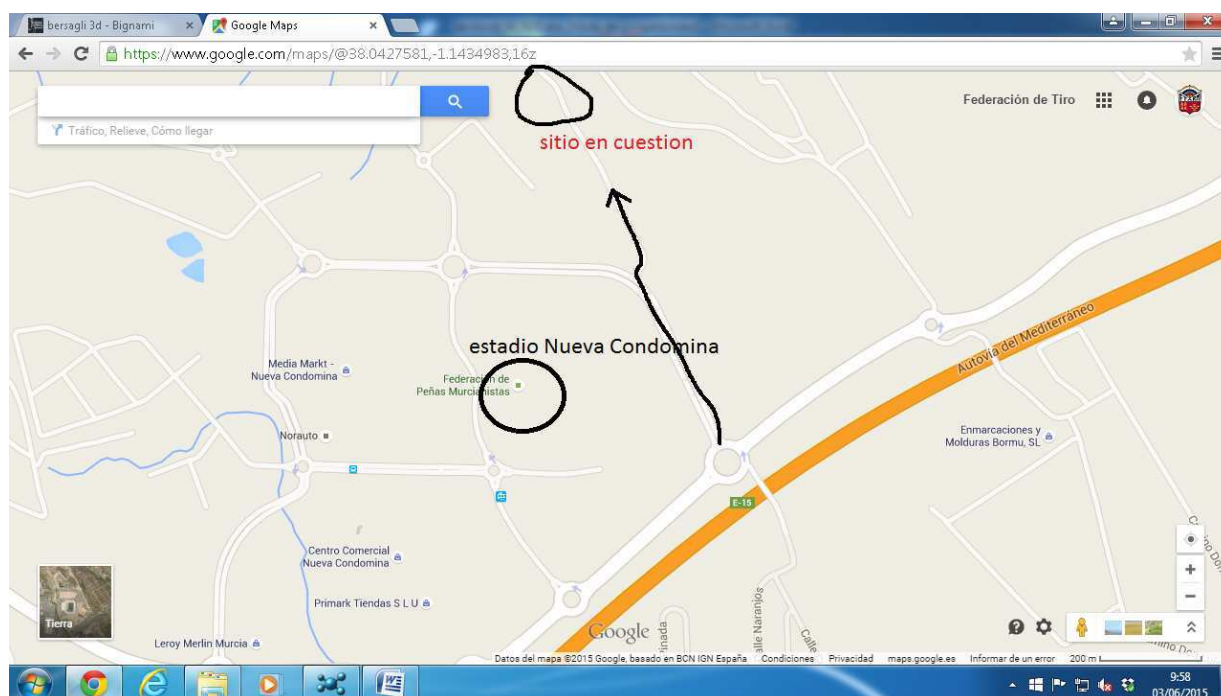 bersagli 3d - Bignami
Google Maps
https://www.google.com/maps/@38.0427581,-1.1434983,16z
Federación de Tiro
Tráfico, Relieve, Cómo llegar
sitio en cuestion
estadio Nueva Condomina
Autovía del Mediterráneo
Media Markt -
Nueva Condomina
Federación de
Peñas Murcianistas
Norauto
Enmarcaciones y
Molduras Bormu, SL
E-15
Centro Comercial
Nueva Condomina
Primark Tiendas S L U
Leroy Merlin Murcia
Calle Naranjos
Calle
Tierra
Google
Datos del mapa ©2015 Google, basado en BCN IGN España
Condiciones
Privacidad
maps.google.es
Informar de un error
200 m
9:58
03/06/2015